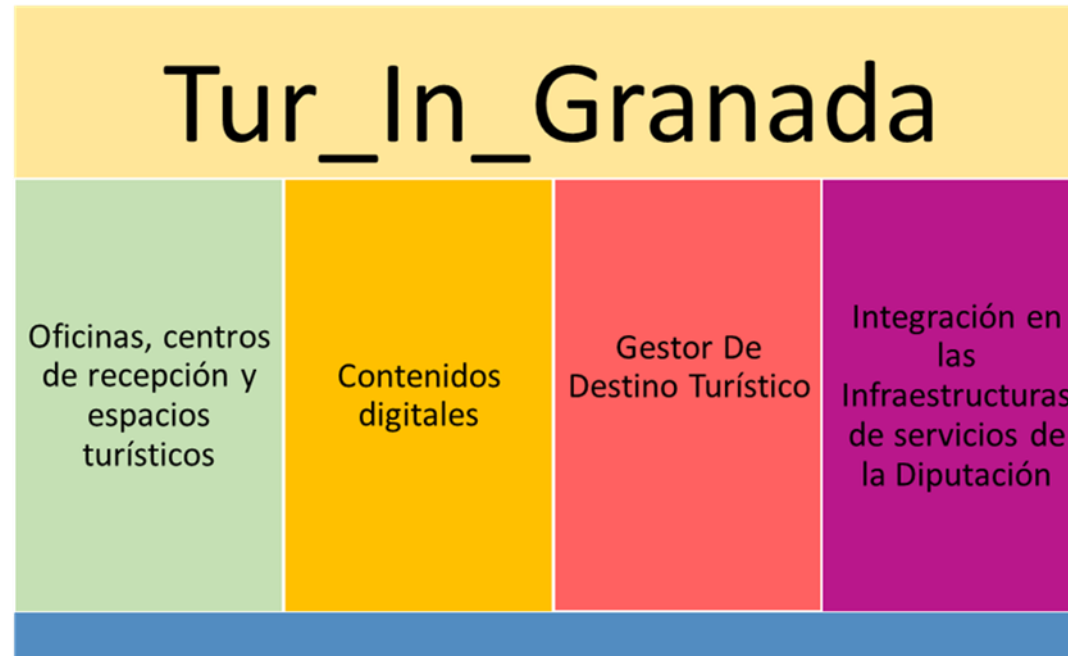 Tur_In_Granada
Oficinas, centros
de recepción y
espacios
turísticos
Contenidos
digitales
Gestor De
Destino Turístico
Integración en
las
Infraestructuras
de servicios de
la Diputación